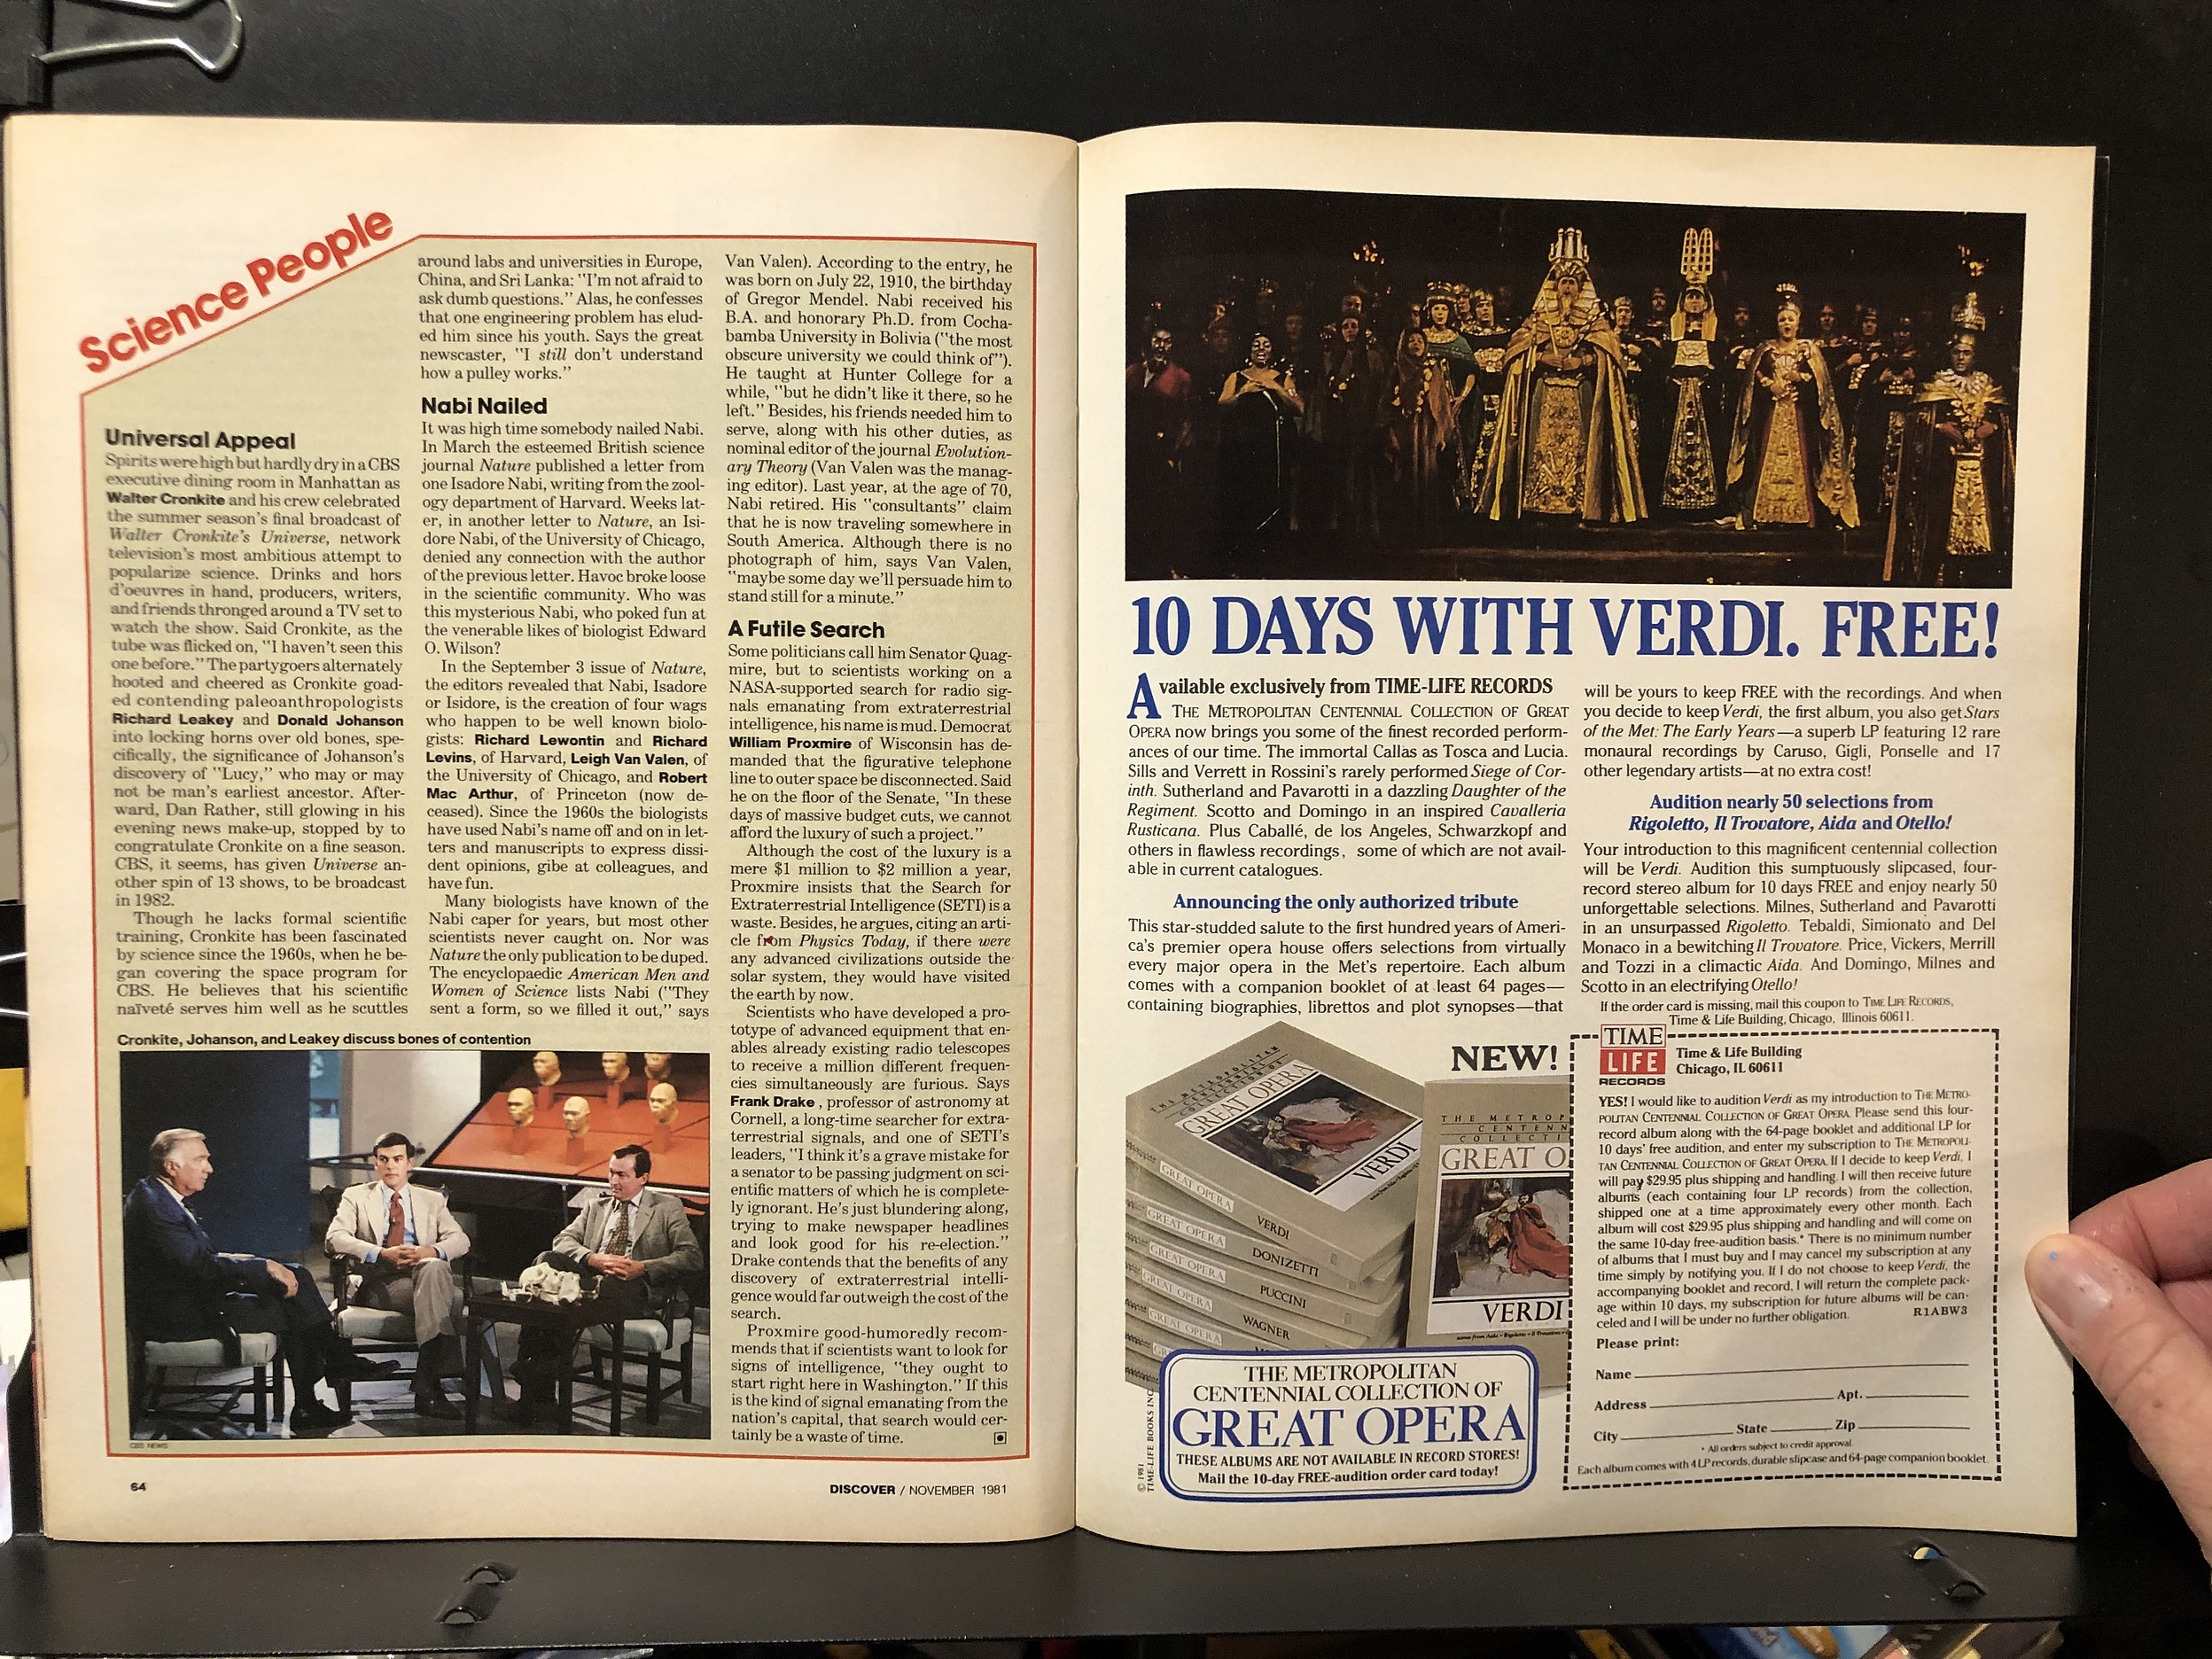 Science People
Universal Appeal
Spirits were high but hardly dry in a CBS
executive dining room in Manhattan as
Walter Cronkite and his crew celebrated
the summer season's final broadcast of
Walter Cronkite's Universe, network
television's most ambitious attempt to
popularize science. Drinks and hors
d'oeuvres in hand, producers, writers,
and friends thronged around a TV set to
watch the show. Said Cronkite, as the
tube was flicked on, "I haven't seen this
one before." The partygoers alternately
hooted and cheered as Cronkite goad-
ed contending paleoanthropologists
Richard Leakey and Donald Johanson
into locking horns over old bones, spe-
cifically, the significance of Johanson's
discovery of "Lucy," who may or may
not be man's earliest ancestor. After-
ward, Dan Rather, still glowing in his
evening news make-up, stopped by to
congratulate Cronkite on a fine season.
CBS, it seems, has given Universe an-
other spin of 13 shows, to be broadcast
in 1982.
Though he lacks formal scientific
training, Cronkite has been fascinated
by science since the 1960s, when he be-
gan covering the space program for
CBS. He believes that his scientific
naïveté serves him well as he scuttles
around labs and universities in Europe,
China, and Sri Lanka: "I'm not afraid to
ask dumb questions." Alas, he confesses
that one engineering problem has elud-
ed him since his youth. Says the great
newscaster, "I still don't understand
how a pulley works."
Nabi Nailed
It was high time somebody nailed Nabi.
In March the esteemed British science
journal Nature published a letter from
one Isadore Nabi, writing from the zool-
ogy department of Harvard. Weeks lat-
er, in another letter to Nature, an Isi-
dore Nabi, of the University of Chicago,
denied any connection with the author
of the previous letter. Havoc broke loose
in the scientific community. Who was
this mysterious Nabi, who poked fun at
the venerable likes of biologist Edward
O. Wilson?
In the September 3 issue of Nature,
the editors revealed that Nabi, Isadore
or Isidore, is the creation of four wags
who happen to be well known biolo-
gists: Richard Lewontin and Richard
Levins, of Harvard, Leigh Van Valen, of
the University of Chicago, and Robert
Mac Arthur, of Princeton (now de-
ceased). Since the 1960s the biologists
have used Nabi's name off and on in let-
ters and manuscripts to express dissi-
dent opinions, gibe at colleagues, and
have fun.
Many biologists have known of the
Nabi caper for years, but most other
scientists never caught on. Nor was
Nature the only publication to be duped.
The encyclopaedic American Men and
Women of Science lists Nabi ("They
sent a form, so we filled it out," says
Van Valen). According to the entry, he
was born on July 22, 1910, the birthday
of Gregor Mendel. Nabi received his
B.A. and honorary Ph.D. from Cocha-
bamba University in Bolivia ("the most
obscure university we could think of").
He taught at Hunter College for a
while, "but he didn't like it there, so he
left." Besides, his friends needed him to
serve, along with his other duties, as
nominal editor of the journal Evolution-
ary Theory (Van Valen was the manag-
ing editor). Last year, at the age of 70,
Nabi retired. His "consultants" claim
that he is now traveling somewhere in
South America. Although there is no
photograph of him, says Van Valen,
"maybe some day we'll persuade him to
stand still for a minute."
A Futile Search
Some politicians call him Senator Quag-
mire, but to scientists working on a
NASA-supported search for radio sig-
nals emanating from extraterrestrial
intelligence, his name is mud. Democrat
William Proxmire of Wisconsin has de-
manded that the figurative telephone
line to outer space be disconnected. Said
he on the floor of the Senate, "In these
days of massive budget cuts, we cannot
afford the luxury of such a project."
Although the cost of the luxury is a
mere $1 million to $2 million a year,
Proxmire insists that the Search for
Extraterrestrial Intelligence (SETI) is a
waste. Besides, he argues, citing an arti-
cle from Physics Today, if there were
any advanced civilizations outside the
solar system, they would have visited
the earth by now.
Scientists who have developed a pro-
totype of advanced equipment that en-
ables already existing radio telescopes
to receive a million different frequen-
cies simultaneously are furious. Says
Frank Drake, professor of astronomy at
Cornell, a long-time searcher for extra-
terrestrial signals, and one of SETI's
leaders, "I think it's a grave mistake for
a senator to be passing judgment on sci-
entific matters of which he is complete-
ly ignorant. He's just blundering along,
trying to make newspaper headlines
and look good for his re-election."
Drake contends that the benefits of any
discovery of extraterrestrial intelli-
gence would far outweigh the cost of the
search.
Proxmire good-humoredly recom-
mends that if scientists want to look for
signs of intelligence, "they ought to
start right here in Washington." If this
is the kind of signal emanating from the
nation's capital, that search would cer-
tainly be a waste of time.
Cronkite, Johanson, and Leakey discuss bones of contention
CBS NEWS
64
DISCOVER / NOVEMBER 1981
10 DAYS WITH VERDI. FREE!
Available exclusively from TIME-LIFE RECORDS
THE METROPOLITAN CENTENNIAL COLLECTION OF GREAT
OPERA now brings you some of the finest recorded perform-
ances of our time. The immortal Callas as Tosca and Lucia.
Sills and Verrett in Rossini's rarely performed Siege of Cor-
inth. Sutherland and Pavarotti in a dazzling Daughter of the
Regiment. Scotto and Domingo in an inspired Cavalleria
Rusticana. Plus Caballé, de los Angeles, Schwarzkopf and
others in flawless recordings, some of which are not avail-
able in current catalogues.
Announcing the only authorized tribute
This star-studded salute to the first hundred years of Ameri-
ca's premier opera house offers selections from virtually
every major opera in the Met's repertoire. Each album
comes with a companion booklet of at least 64 pages—
containing biographies, librettos and plot synopses—that
will be yours to keep FREE with the recordings. And when
you decide to keep Verdi, the first album, you also get Stars
of the Met: The Early Years—a superb LP featuring 12 rare
monaural recordings by Caruso, Gigli, Ponselle and 17
other legendary artists—at no extra cost!
Audition nearly 50 selections from
Rigoletto, Il Trovatore, Aida and Otello!
Your introduction to this magnificent centennial collection
will be Verdi. Audition this sumptuously slipcased, four-
record stereo album for 10 days FREE and enjoy nearly 50
unforgettable selections. Milnes, Sutherland and Pavarotti
in an unsurpassed Rigoletto. Tebaldi, Simionato and Del
Monaco in a bewitching Il Trovatore. Price, Vickers, Merrill
and Tozzi in a climactic Aida. And Domingo, Milnes and
Scotto in an electrifying Otello!
If the order card is missing, mail this coupon to TIME LIFE RECORDS,
Time & Life Building, Chicago, Illinois 60611.
NEW!
THE METROPOLITAN
CENTENNIAL
COLLECTION OF
GREAT OPERA
VERDI
GREAT OPERA VERDI
GREAT OPERA DONIZETTI
GREAT OPERA PUCCINI
GREAT OPERA WAGNER
GREAT OPERA
THE METROP
CENTENN
COLLECTI
GREAT O
VERDI
THE METROPOLITAN
CENTENNIAL COLLECTION OF
GREAT OPERA
THESE ALBUMS ARE NOT AVAILABLE IN RECORD STORES!
Mail the 10-day FREE-audition order card today!
© 1981
TIME-LIFE BOOKS INC.
TIME
LIFE
RECORDS
Time & Life Building
Chicago, IL 60611
YES! I would like to audition Verdi as my introduction to THE METRO-
POLITAN CENTENNIAL COLLECTION OF GREAT OPERA. Please send this four-
record album along with the 64-page booklet and additional LP for
10 days' free audition, and enter my subscription to THE METROPOLI-
TAN CENTENNIAL COLLECTION OF GREAT OPERA. If I decide to keep Verdi, I
will pay $29.95 plus shipping and handling. I will then receive future
albums (each containing four LP records) from the collection,
shipped one at a time approximately every other month. Each
album will cost $29.95 plus shipping and handling and will come on
the same 10-day free-audition basis.* There is no minimum number
of albums that I must buy and I may cancel my subscription at any
time simply by notifying you. If I do not choose to keep Verdi, the
accompanying booklet and record, I will return the complete pack-
age within 10 days, my subscription for future albums will be can-
celed and I will be under no further obligation. R1ABW3
Please print:
Name
Address Apt.
City State Zip
* All orders subject to credit approval.
Each album comes with 4 LP records, durable slipcase and 64-page companion booklet.